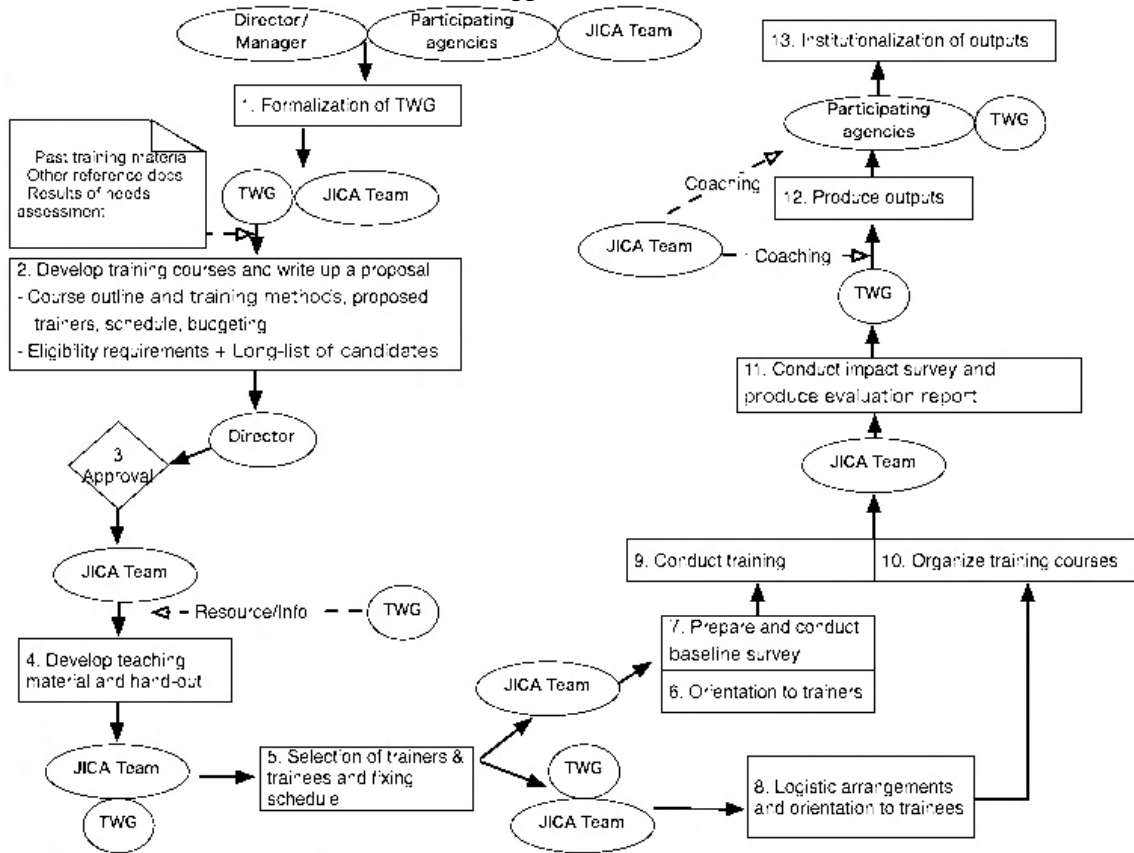 Director/
Manager
Participating
agencies
JICA Team
1. Formalization of TWG
Past training materia
Other reference docs
Results of needs
assessment
TWG
JICA Team
2. Develop training courses and write up a proposal
- Course outline and training methods, proposed
trainers, schedule, budgeting
- Eligibility requirements + Long-list of candidates
Director
3
Approval
JICA Team
Resource/Info
TWG
4. Develop teaching
material and hand-out
JICA Team
TWG
5. Selection of trainers &
trainees and fixing
schedule
JICA Team
TWG
JICA Team
7. Prepare and conduct
baseline survey
6. Orientation to trainers
8. Logistic arrangements
and orientation to trainees
9. Conduct training
10. Organize training courses
JICA Team
11. Conduct impact survey and
produce evaluation report
TWG
JICA Team
Coaching
Coaching
12. Produce outputs
Participating
agencies
TWG
13. Institutionalization of outputs